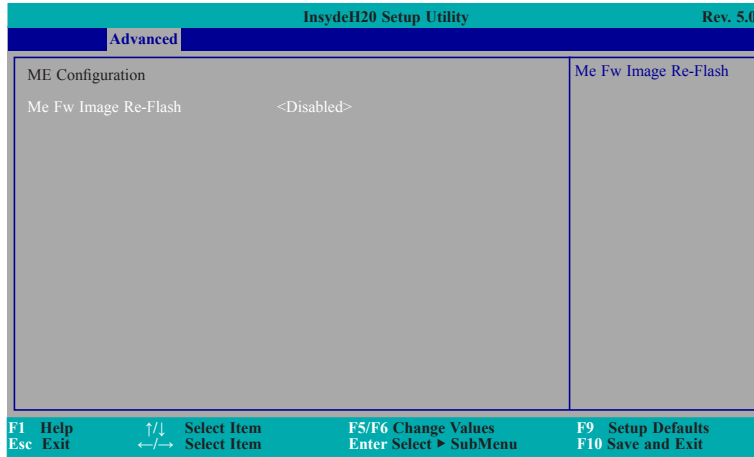 InsydeH20 Setup Utility Rev. 5.0
Advanced
ME Configuration
Me Fw Image Re-Flash <Disabled>
Me Fw Image Re-Flash
F1 Help ↑/↓ Select Item F5/F6 Change Values F9 Setup Defaults
Esc Exit ←/→ Select Item Enter Select ▶ SubMenu F10 Save and Exit